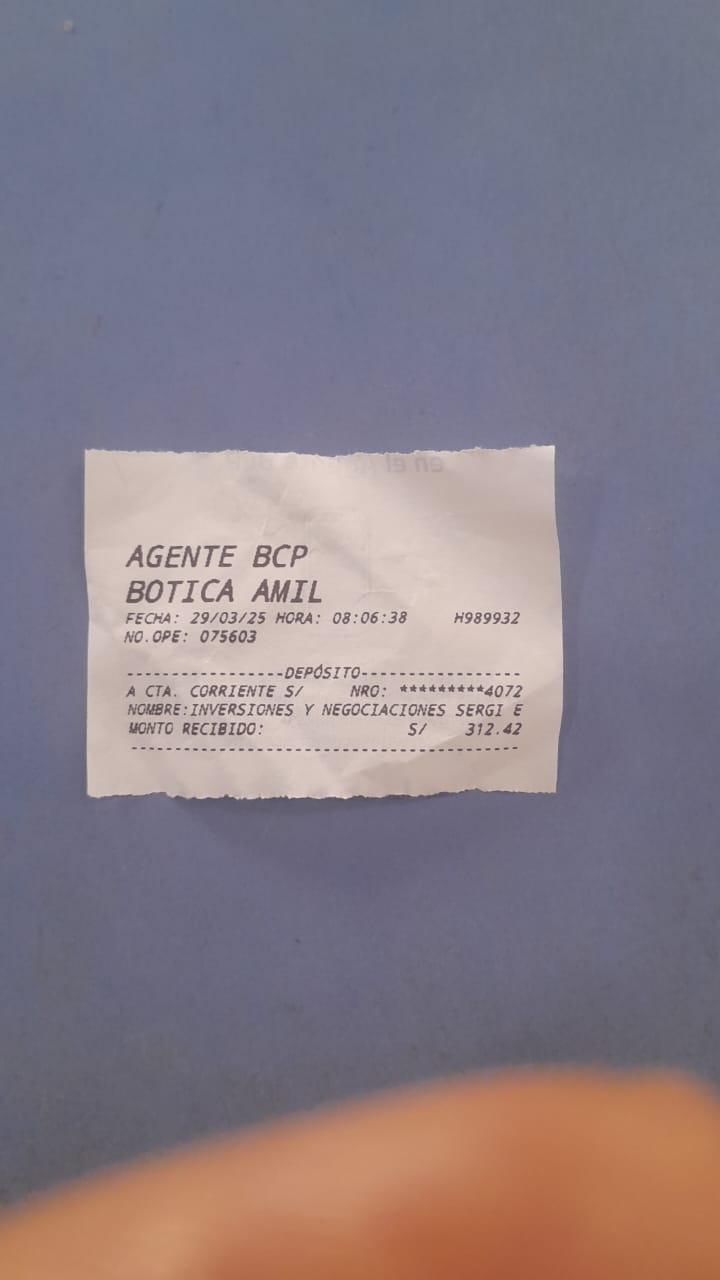 AGENTE BCP
BOTICA AMIL
FECHA: 29/03/25 HORA: 08:06:38 H989932
NO.OPE: 075603
-----------------DEPÓSITO-----------------
A CTA. CORRIENTE S/ NRO: *********4072
NOMBRE:INVERSIONES Y NEGOCIACIONES SERGI E
MONTO RECIBIDO: S/ 312.42